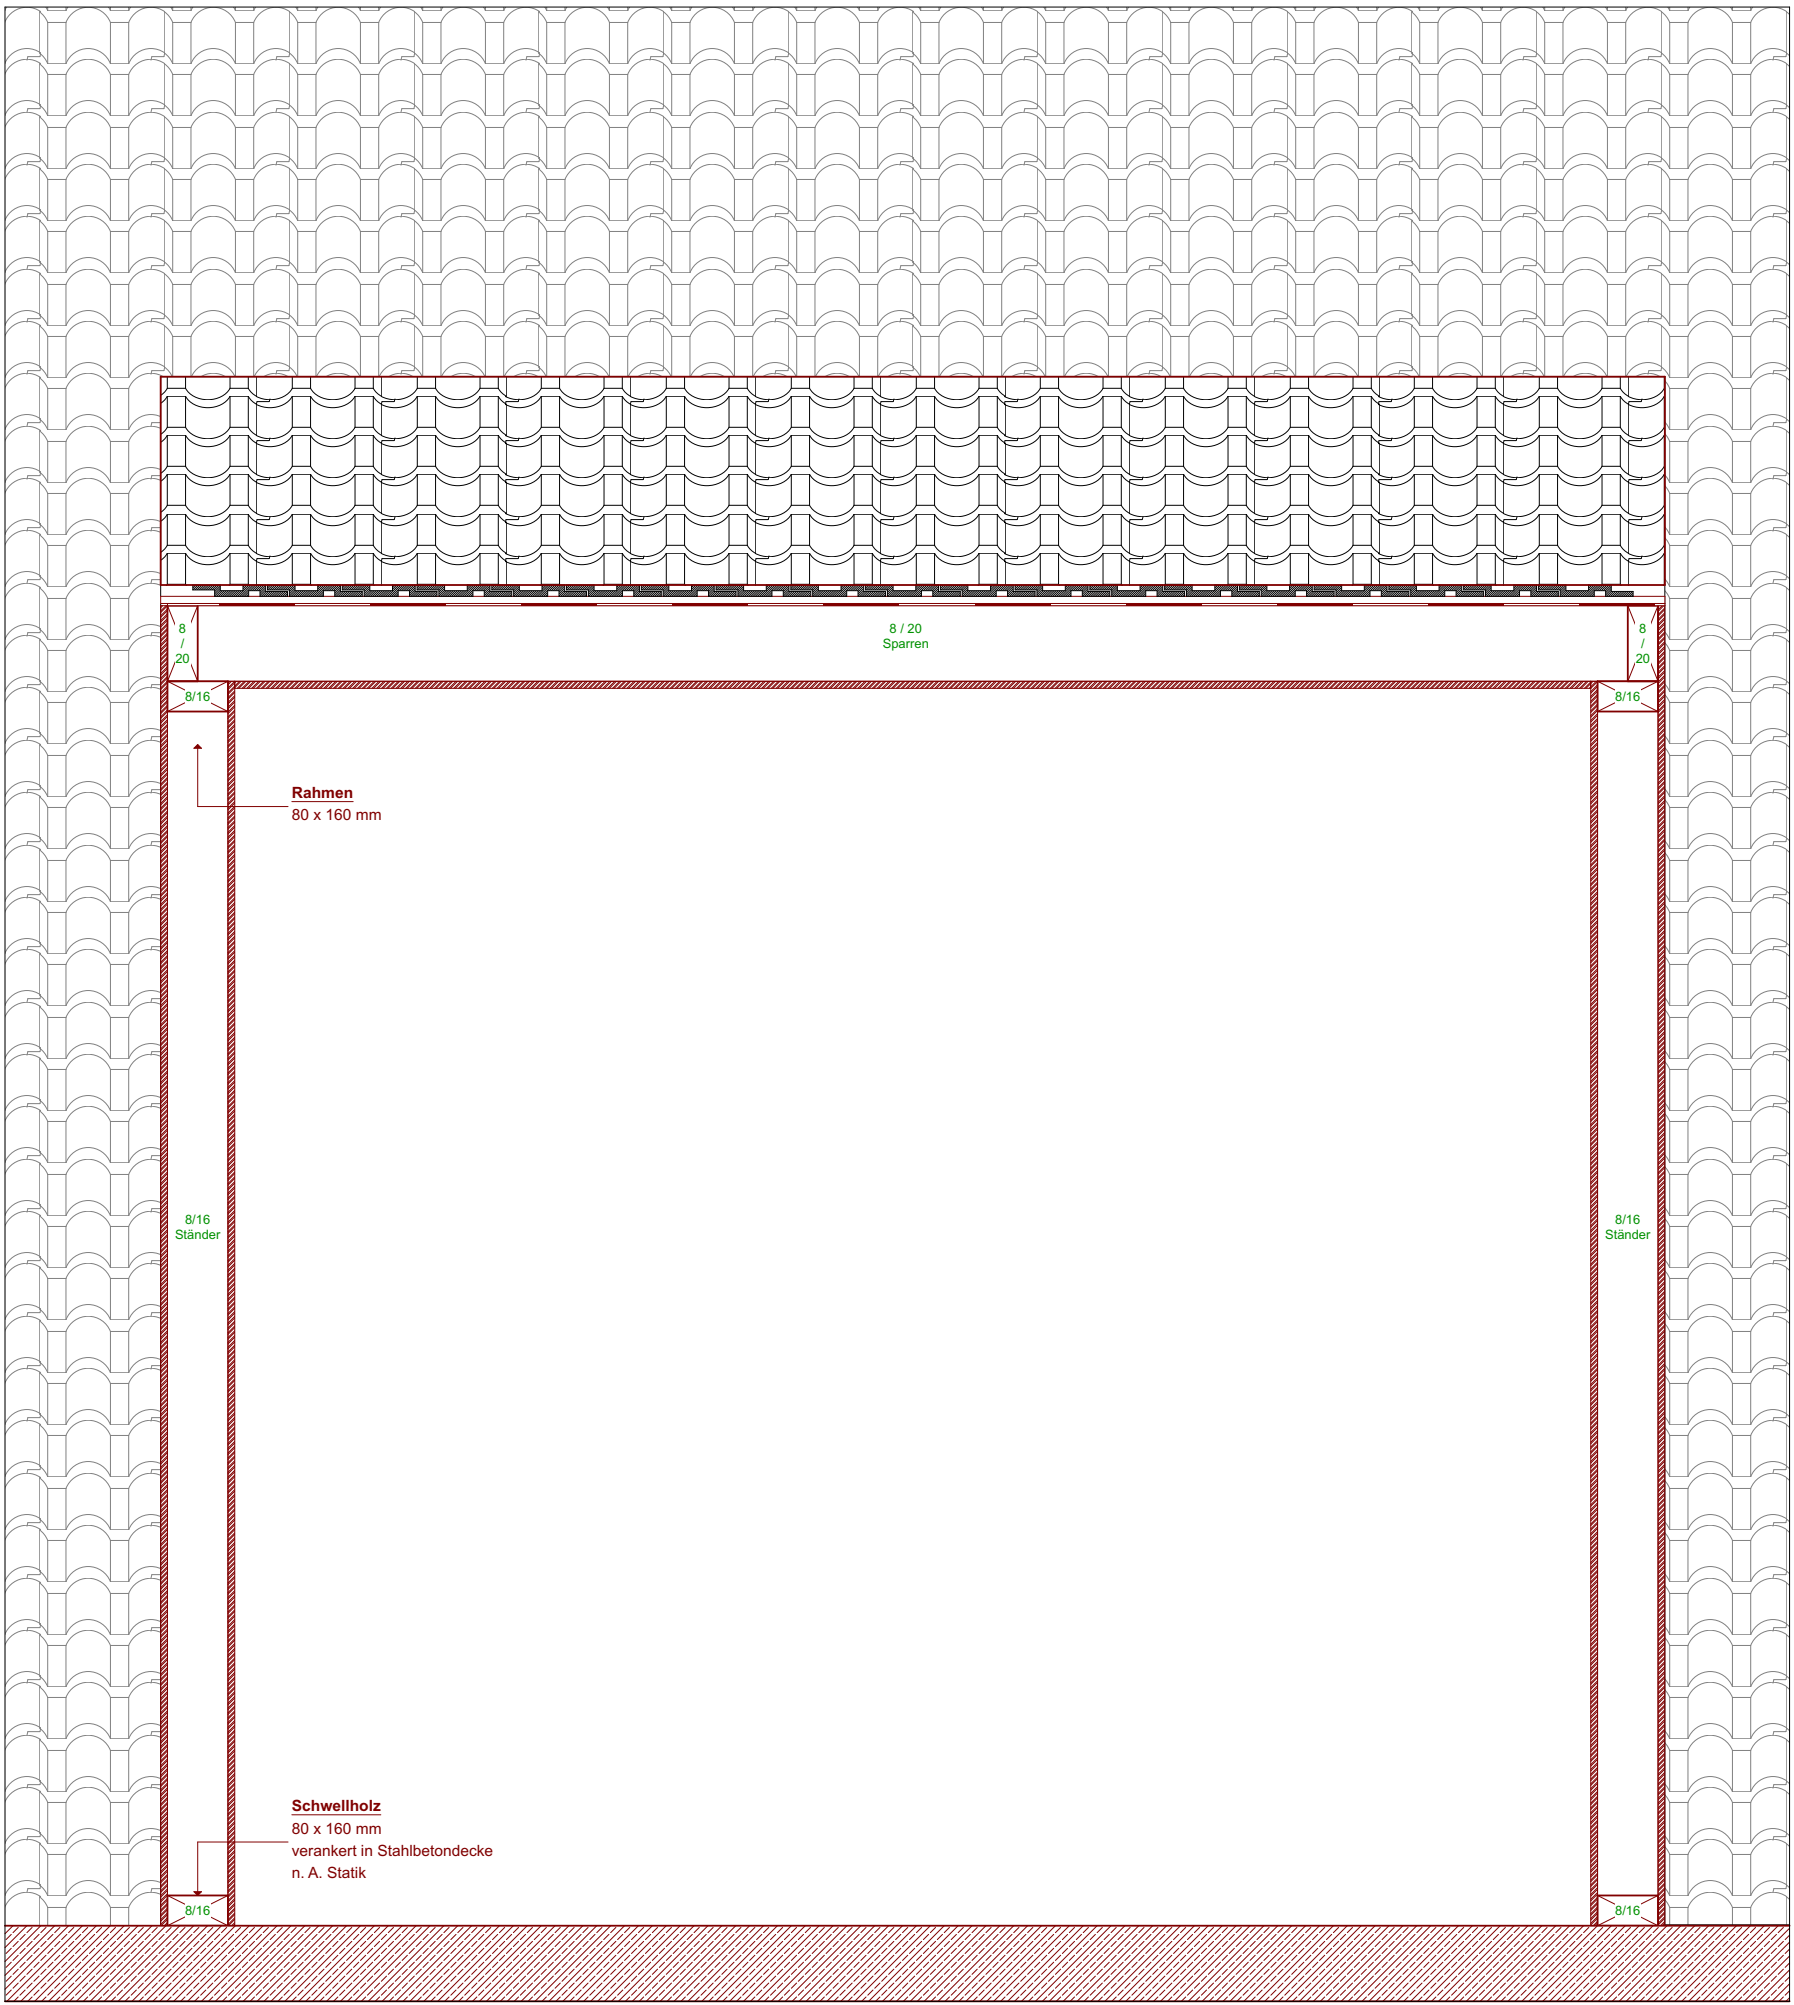 8
/
20
8 / 20
Sparren
8
/
20
8/16
8/16
Rahmen
80 x 160 mm
8/16
Ständer
8/16
Ständer
Schwellholz
80 x 160 mm
verankert in Stahlbetondecke
n. A. Statik
8/16
8/16